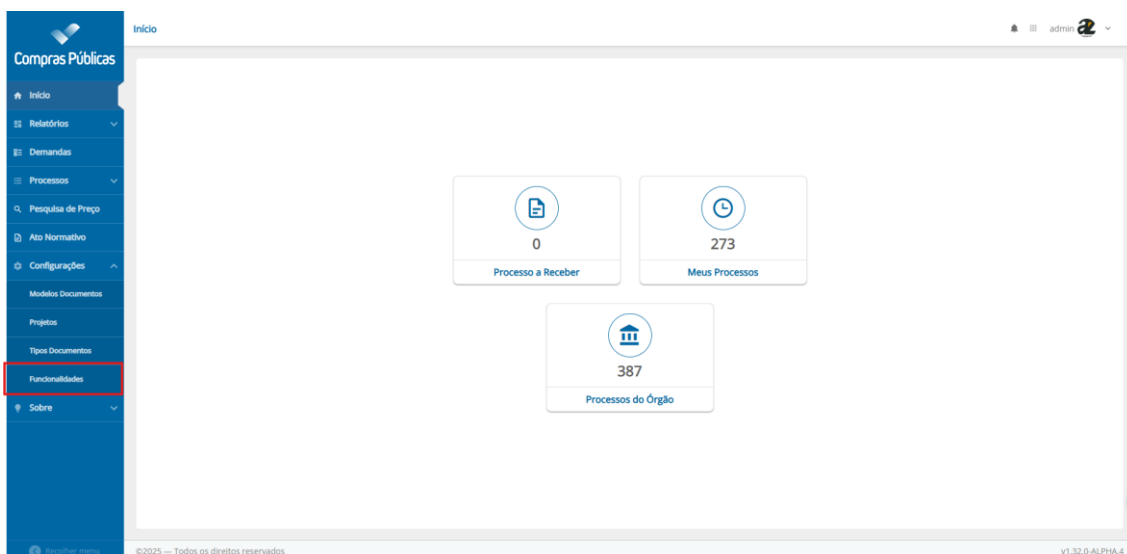 Compras Públicas
Início
Relatórios
Demandas
Processos
Pesquisa de Preço
Ato Normativo
Configurações
Modelos Documentos
Projetos
Tipos Documentos
Funcionalidades
Sobre
Recolher menu
Início
admin
0
Processo a Receber
273
Meus Processos
387
Processos do Órgão
©2025 — Todos os direitos reservados
v1.32.0-ALPHA.4